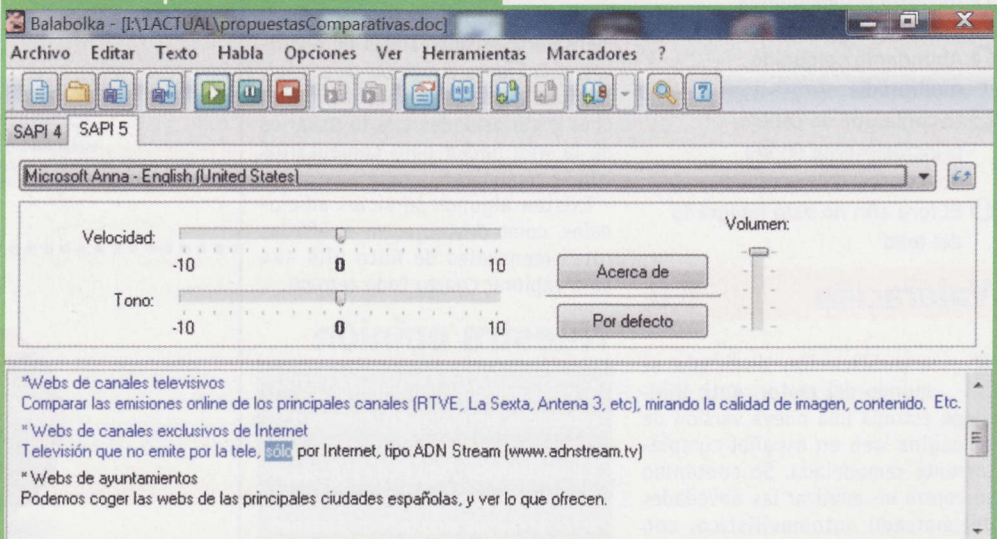 Balabolka - [I:\1ACTUAL\propuestasComparativas.doc]
Archivo Editar Texto Habla Opciones Ver Herramientas Marcadores ?
SAPI 4 SAPI 5
Microsoft Anna - English (United States)
Velocidad:
-10 0 10
Tono:
-10 0 10
Acerca de
Por defecto
Volumen:
*Webs de canales televisivos
Comparar las emisiones online de los principales canales (RTVE, La Sexta, Antena 3, etc), mirando la calidad de imagen, contenido. Etc.
* Webs de canales exclusivos de Internet
Televisión que no emite por la tele, sólo por Internet, tipo ADN Stream (www.adnstream.tv)
* Webs de ayuntamientos
Podemos coger las webs de las principales ciudades españolas, y ver lo que ofrecen.